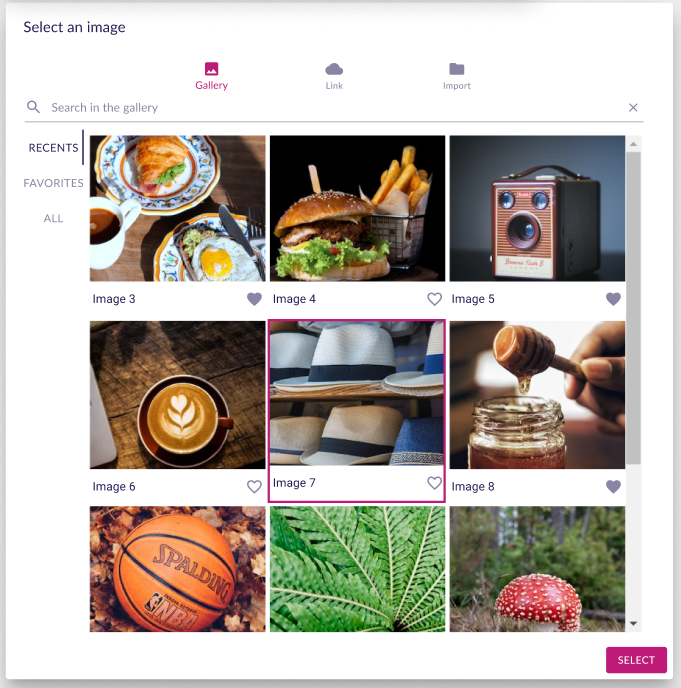 Select an image
Gallery
Link
Import
Search in the gallery
RECENTS
FAVORITES
ALL
Image 3
Image 4
Image 5
Image 6
Image 7
Image 8
SPALDING
NBA
SELECT